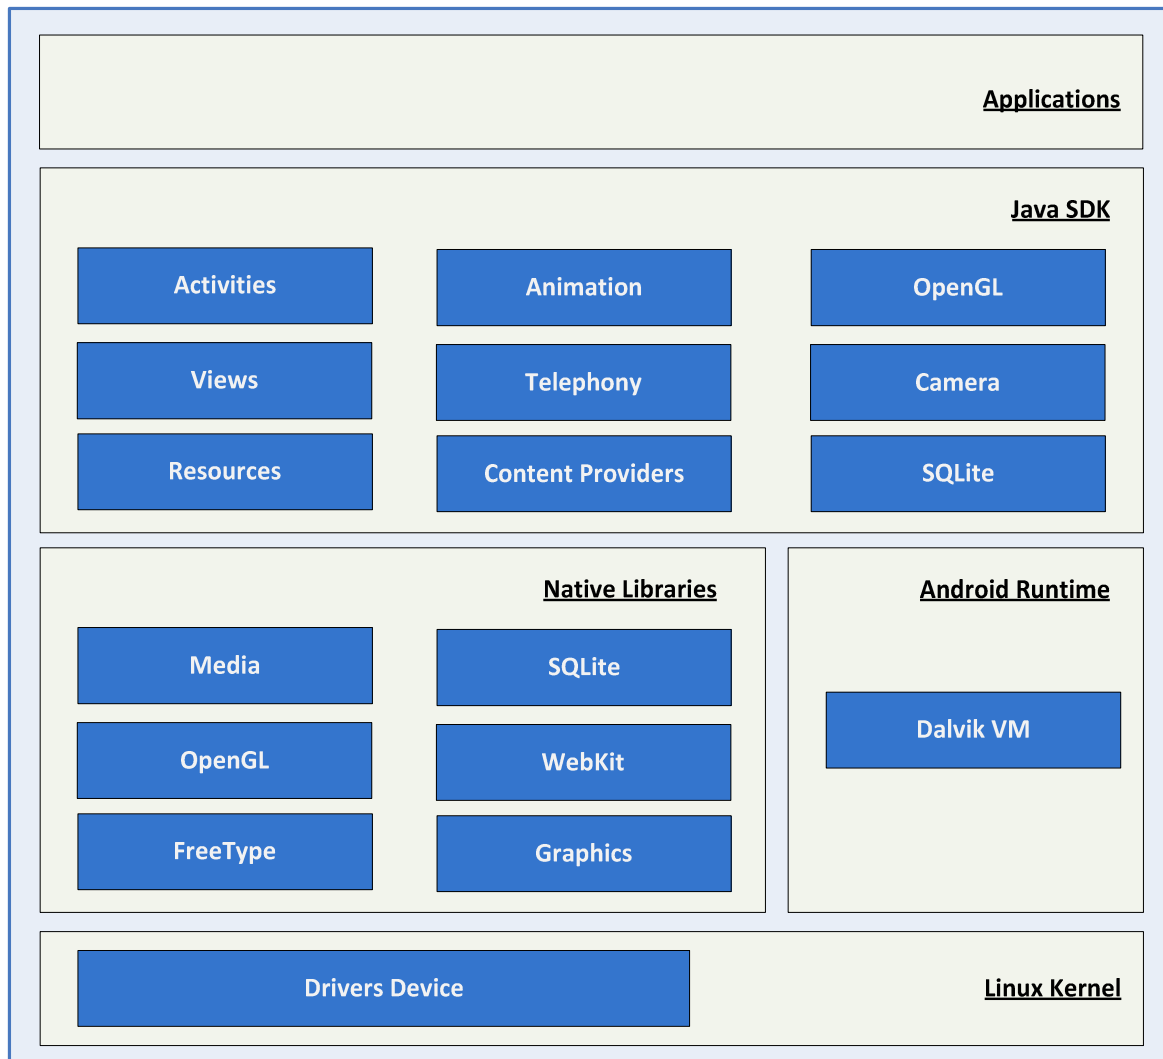 Applications
Java SDK
Activities
Animation
OpenGL
Views
Telephony
Camera
Resources
Content Providers
SQLite
Native Libraries
Media
SQLite
OpenGL
WebKit
FreeType
Graphics
Android Runtime
Dalvik VM
Drivers Device
Linux Kernel